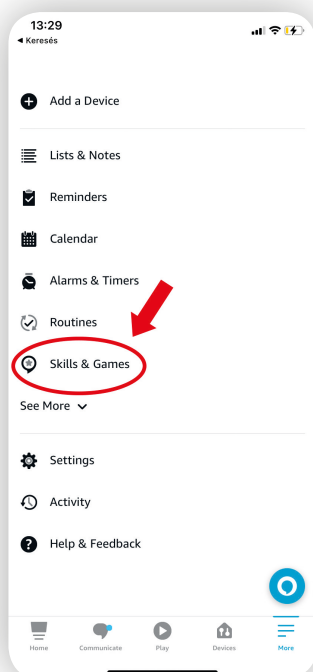 13:29
◄ Keresés
Add a Device
Lists & Notes
Reminders
Calendar
Alarms & Timers
Routines
Skills & Games
See More
Settings
Activity
Help & Feedback
Home Communicate Play Devices More